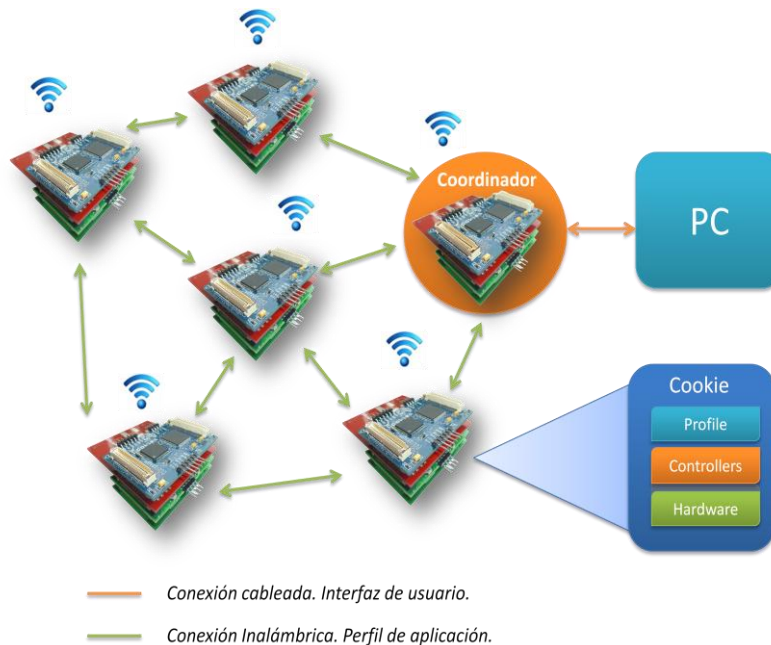 Coordinador
PC
Cookie
Profile
Controllers
Hardware
Conexión cableada. Interfaz de usuario.
Conexión Inalámbrica. Perfil de aplicación.